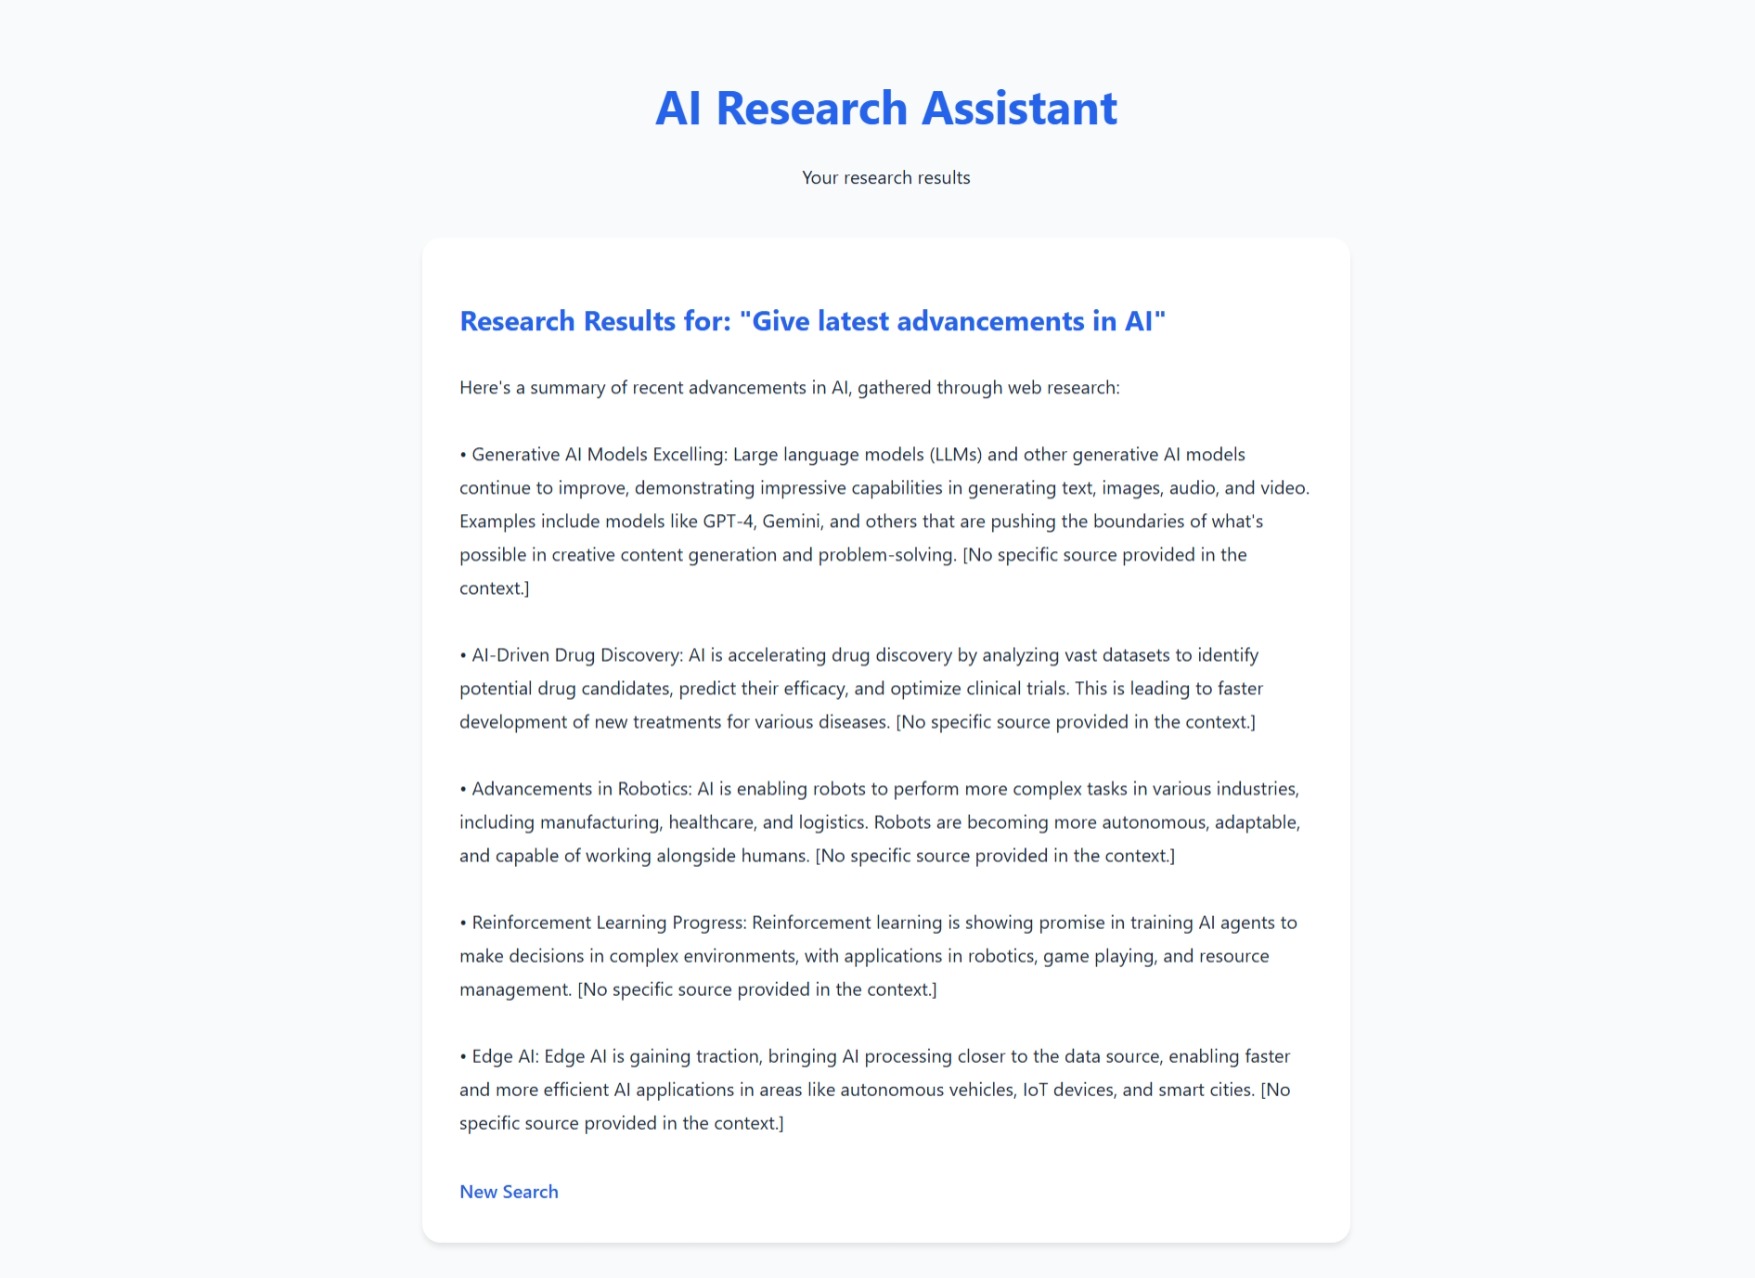 AI Research Assistant
Your research results
Research Results for: "Give latest advancements in AI"
Here's a summary of recent advancements in AI, gathered through web research:
• Generative AI Models Excelling: Large language models (LLMs) and other generative AI models
continue to improve, demonstrating impressive capabilities in generating text, images, audio, and video.
Examples include models like GPT-4, Gemini, and others that are pushing the boundaries of what's
possible in creative content generation and problem-solving. [No specific source provided in the
context.]
• AI-Driven Drug Discovery: AI is accelerating drug discovery by analyzing vast datasets to identify
potential drug candidates, predict their efficacy, and optimize clinical trials. This is leading to faster
development of new treatments for various diseases. [No specific source provided in the context.]
• Advancements in Robotics: AI is enabling robots to perform more complex tasks in various industries,
including manufacturing, healthcare, and logistics. Robots are becoming more autonomous, adaptable,
and capable of working alongside humans. [No specific source provided in the context.]
• Reinforcement Learning Progress: Reinforcement learning is showing promise in training AI agents to
make decisions in complex environments, with applications in robotics, game playing, and resource
management. [No specific source provided in the context.]
• Edge AI: Edge AI is gaining traction, bringing AI processing closer to the data source, enabling faster
and more efficient AI applications in areas like autonomous vehicles, IoT devices, and smart cities. [No
specific source provided in the context.]
New Search